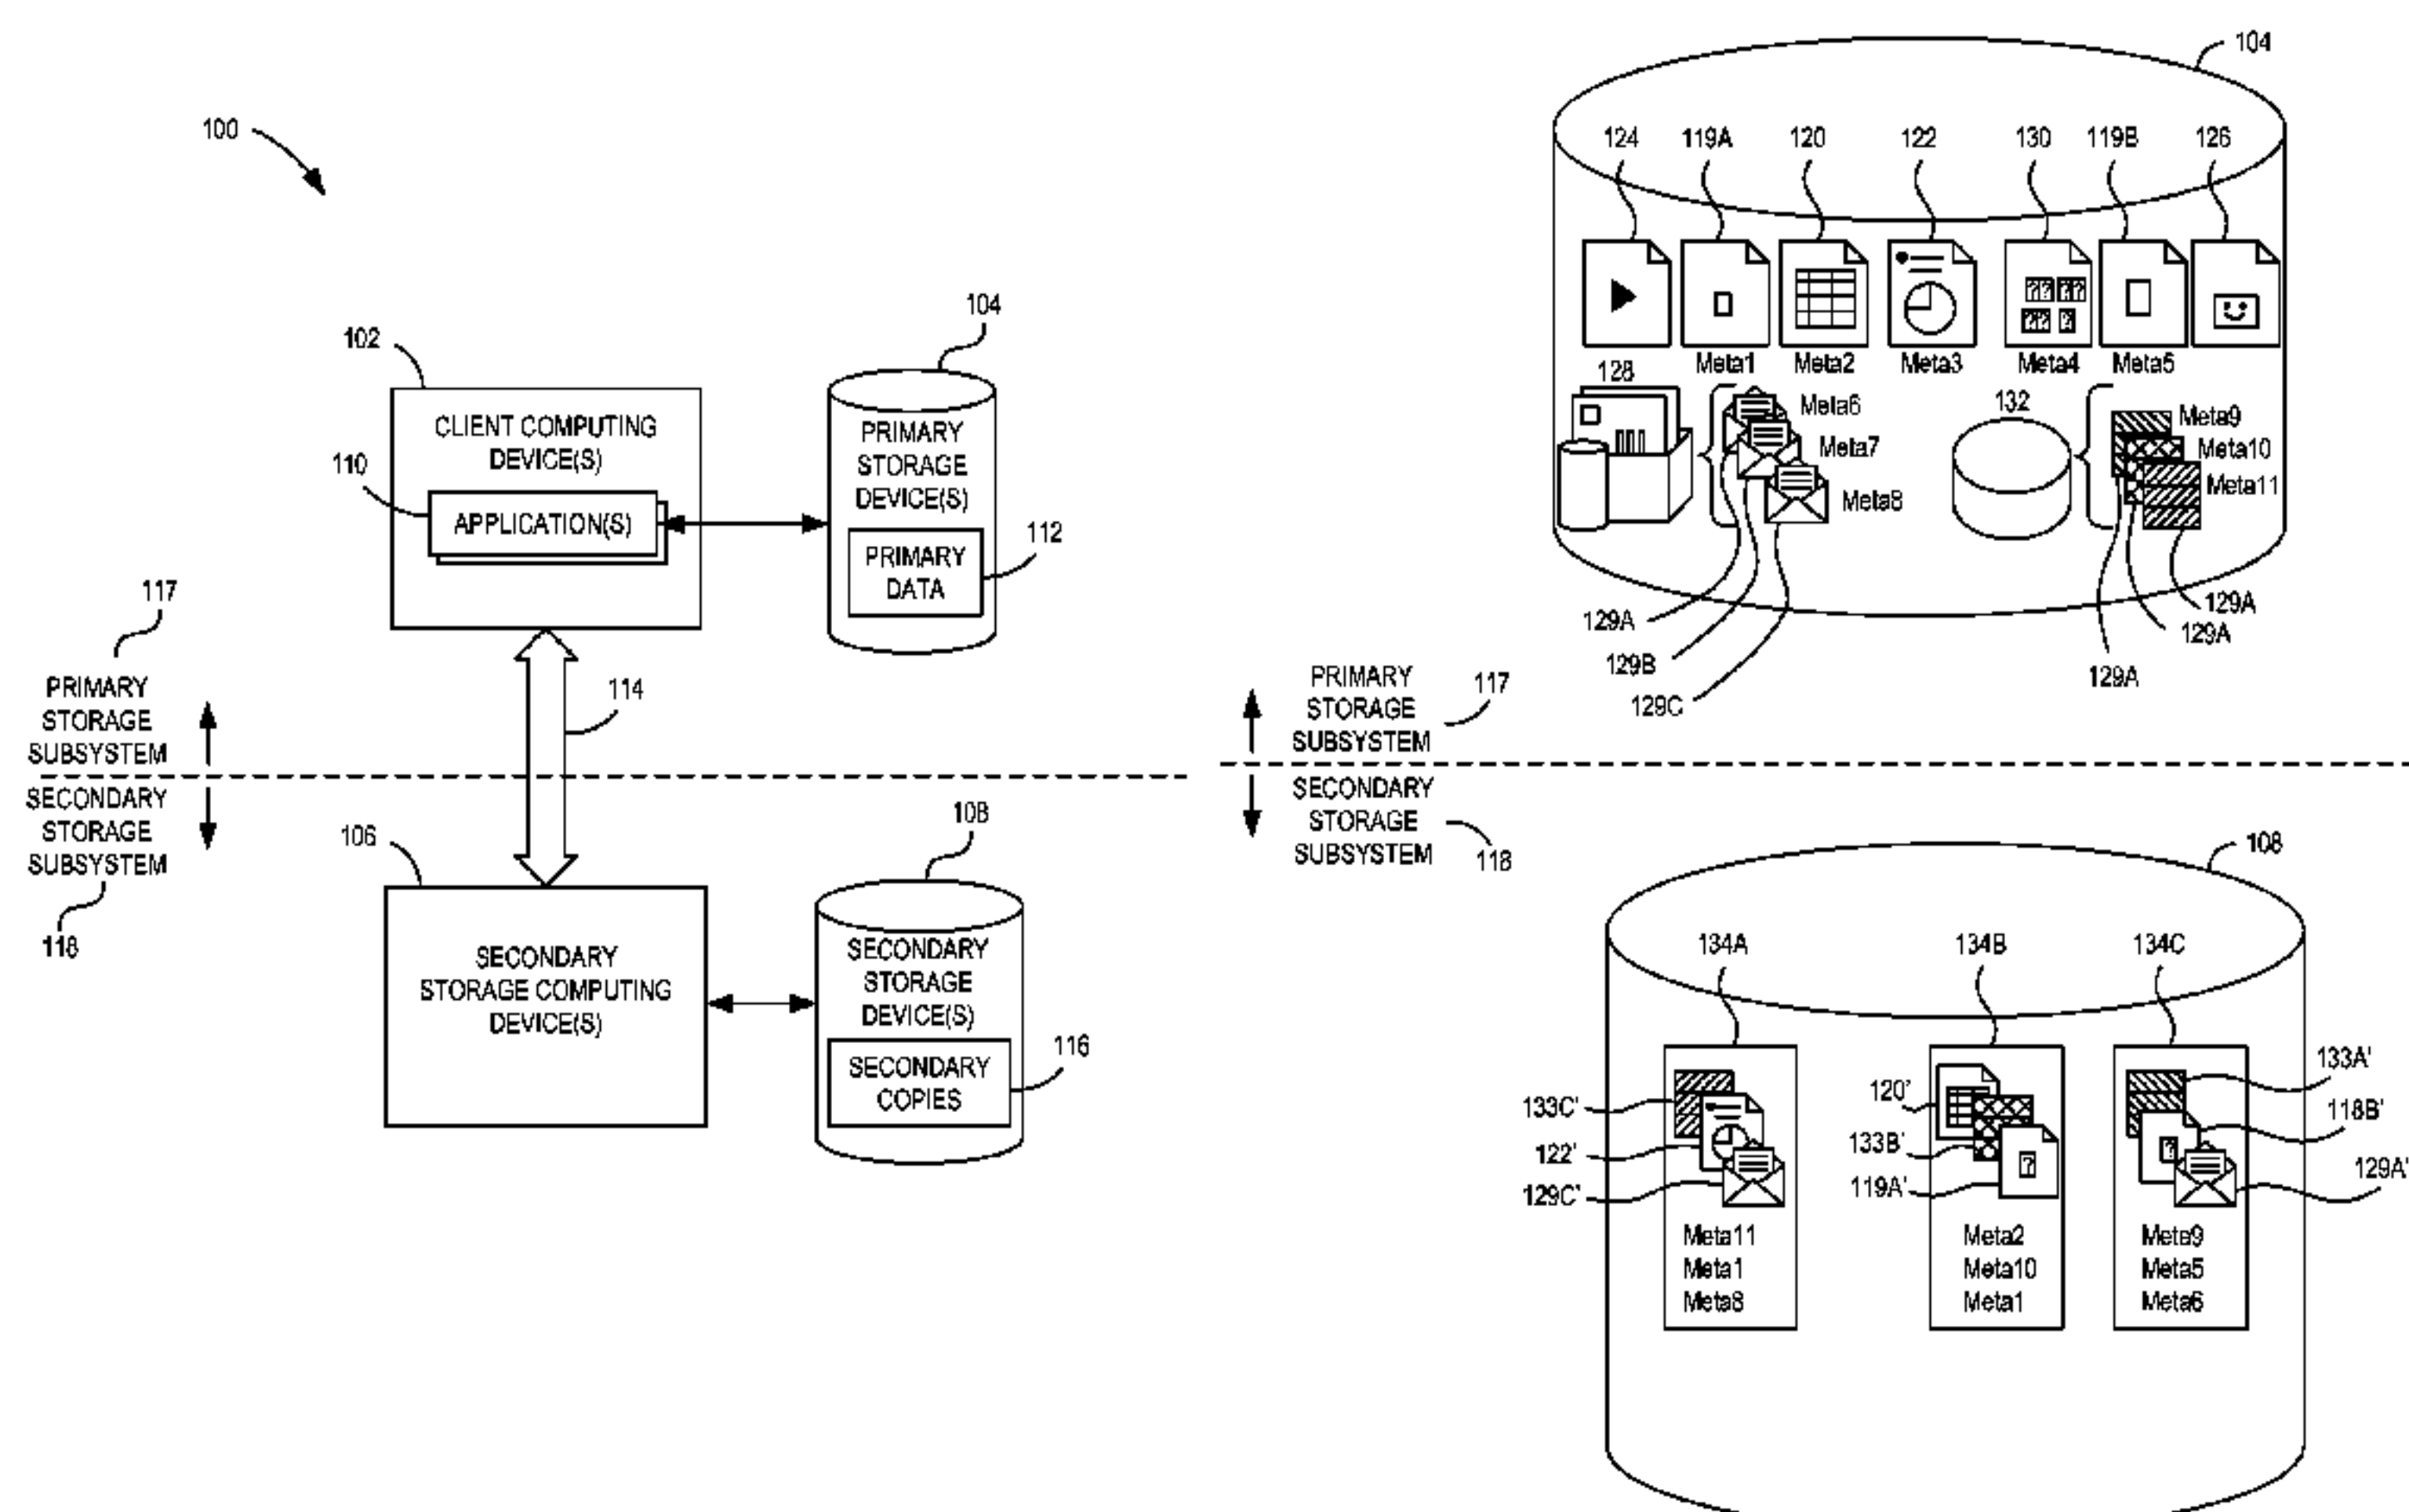 100
102
CLIENT COMPUTING
DEVICE(S)
110
APPLICATION(S)
104
PRIMARY
STORAGE
DEVICE(S)
112
PRIMARY
DATA
117
PRIMARY
STORAGE
SUBSYSTEM
114
SECONDARY
STORAGE
SUBSYSTEM
118
106
SECONDARY
STORAGE COMPUTING
DEVICE(S)
108
SECONDARY
STORAGE
DEVICE(S)
116
SECONDARY
COPIES
104
124 119A 120 122 130 119B 126
?? ??
?? ?
Meta1 Meta2 Meta3 Meta4 Meta5
128
Meta6
Meta7
Meta8
132
Meta9
Meta10
Meta11
129A
129B
129C
129A
129A
129A
PRIMARY
STORAGE
SUBSYSTEM
117
SECONDARY
STORAGE
SUBSYSTEM
118
108
134A 134B 134C
133C'
122'
129C'
Meta11
Meta1
Meta8
120'
133B'
119A'
?
Meta2
Meta10
Meta1
133A'
118B'
129A'
?
Meta9
Meta5
Meta6